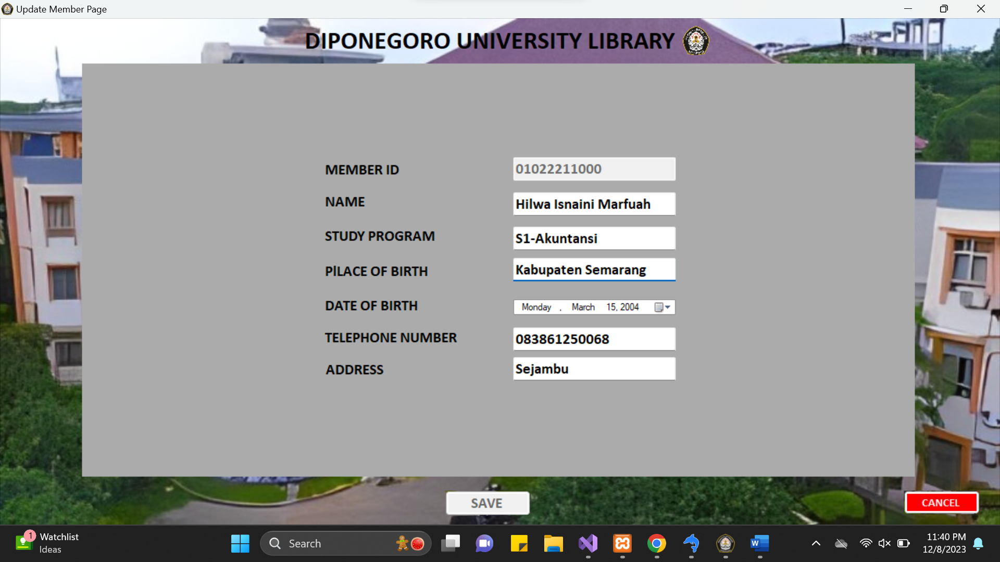 Update Member Page
DIPONEGORO UNIVERSITY LIBRARY
MEMBER ID 01022211000
NAME Hilwa Isnaini Marfuah
STUDY PROGRAM S1-Akuntansi
PlLACE OF BIRTH Kabupaten Semarang
DATE OF BIRTH Monday , March 15, 2004
TELEPHONE NUMBER 083861250068
ADDRESS Sejambu
SAVE CANCEL
1 Watchlist
Ideas
Search
W
11:40 PM
12/8/2023